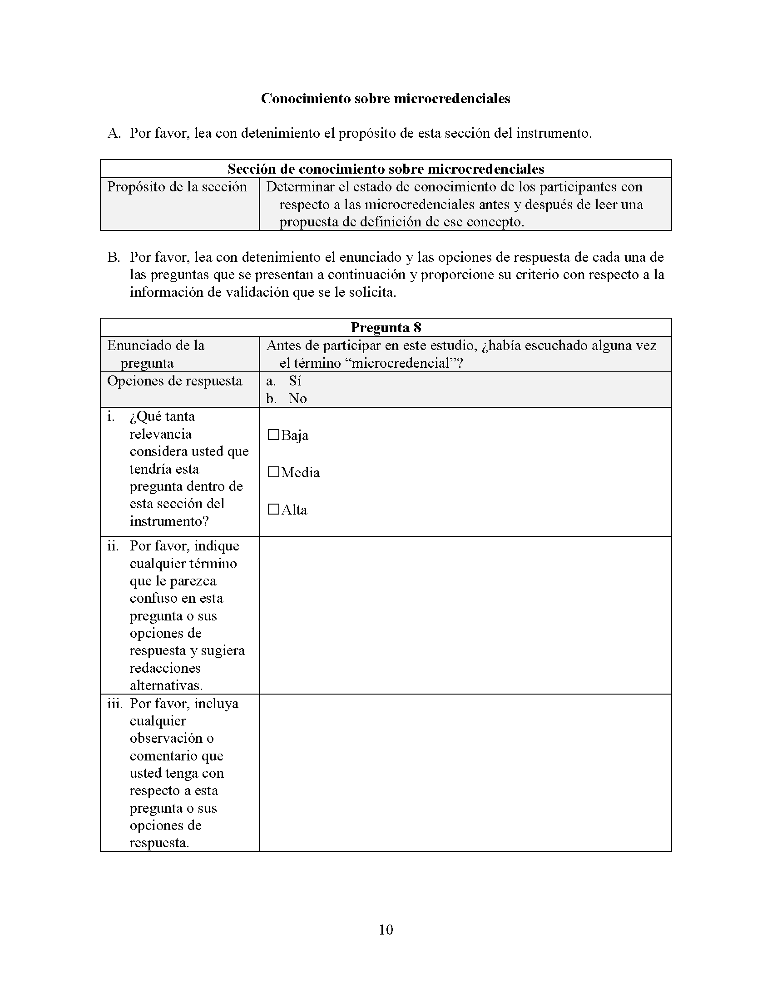 Conocimiento sobre microcredenciales
A. Por favor, lea con detenimiento el propósito de esta sección del instrumento.
Sección de conocimiento sobre microcredenciales
Propósito de la sección
Determinar el estado de conocimiento de los participantes con
respecto a las microcredenciales antes y después de leer una
propuesta de definición de ese concepto.
B. Por favor, lea con detenimiento el enunciado y las opciones de respuesta de cada una de
las preguntas que se presentan a continuación y proporcione su criterio con respecto a la
información de validación que se le solicita.
Pregunta 8
Enunciado de la
pregunta
Antes de participar en este estudio, ¿había escuchado alguna vez
el término “microcredencial”?
Opciones de respuesta
a. Sí
b. No
i. ¿Qué tanta
relevancia
considera usted que
tendría esta
pregunta dentro de
esta sección del
instrumento?
☐Baja
☐Media
☐Alta
ii. Por favor, indique
cualquier término
que le parezca
confuso en esta
pregunta o sus
opciones de
respuesta y sugiera
redacciones
alternativas.
iii. Por favor, incluya
cualquier
observación o
comentario que
usted tenga con
respecto a esta
pregunta o sus
opciones de
respuesta.
10